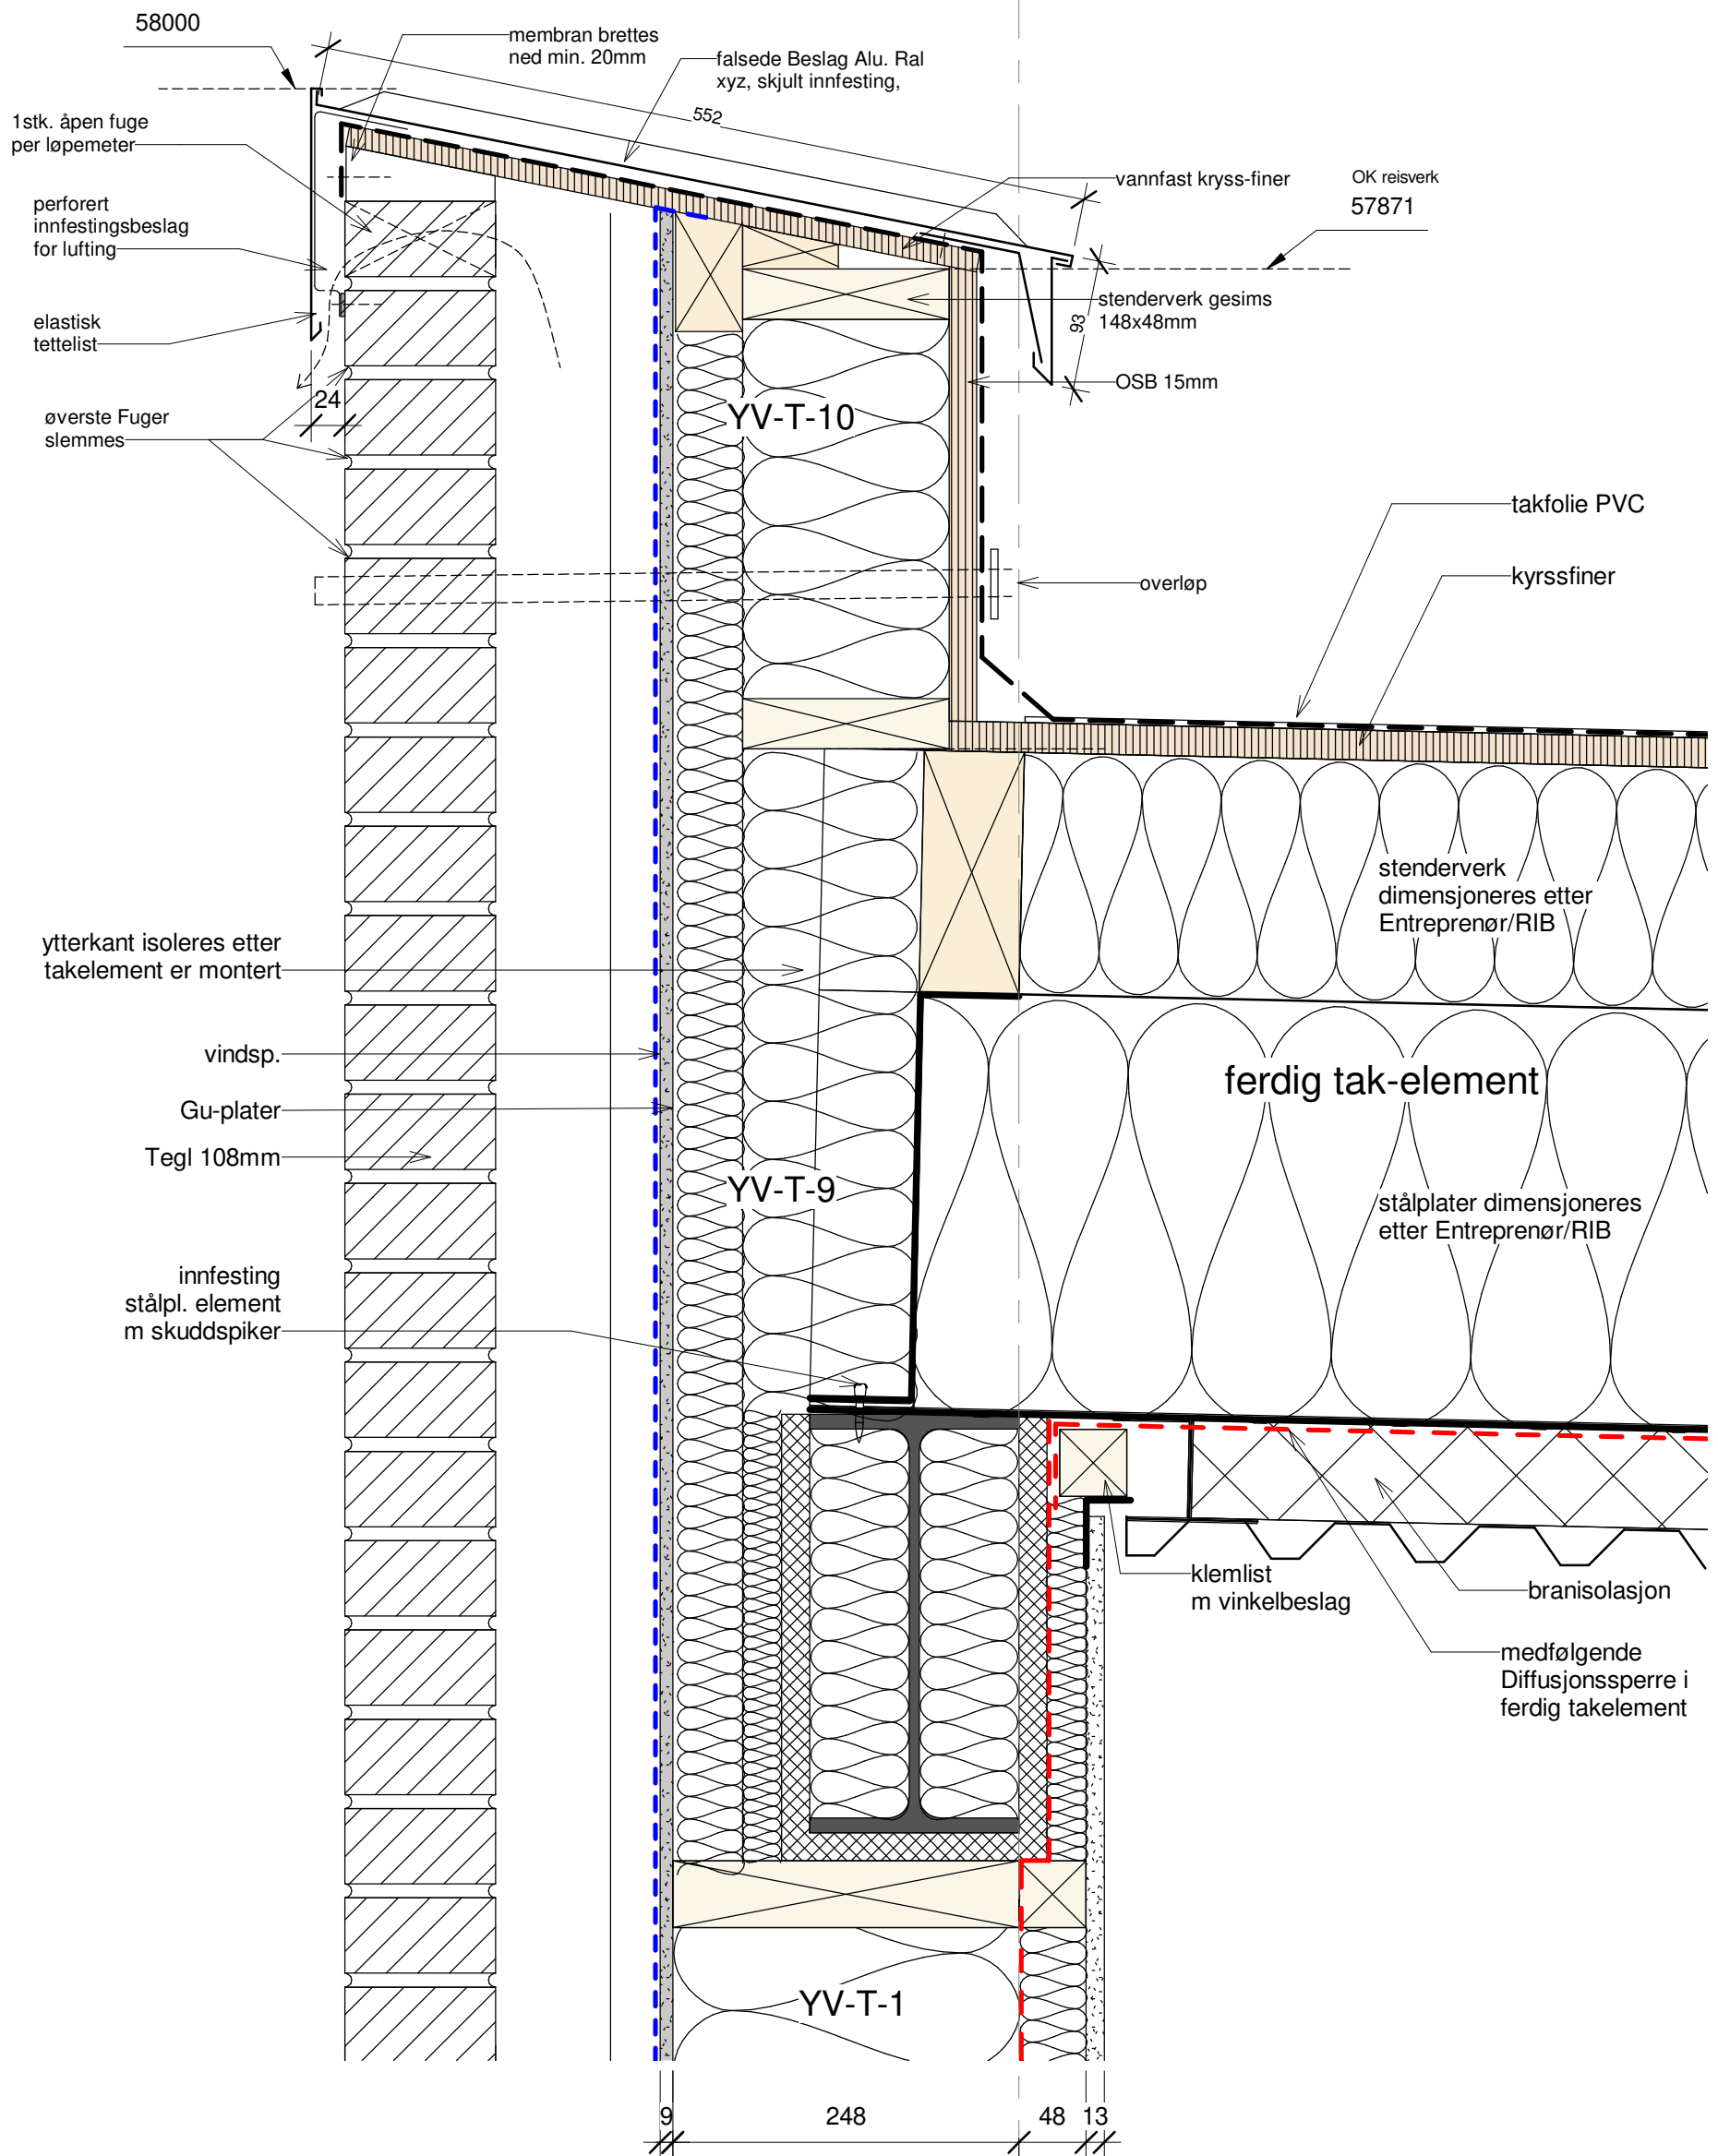 58000
membran brettes
ned min. 20mm
falsede Beslag Alu. Ral
xyz, skjult innfesting,
552
1stk. åpen fuge
per løpemeter
vannfast kryss-finer
OK reisverk
57871
perforert
innfestingsbeslag
for lufting
stenderverk gesims
148x48mm
93
elastisk
tettelist
OSB 15mm
24
øverste Fuger
slemmes
YV-T-10
takfolie PVC
kyrssfiner
overløp
stenderverk
dimensjoneres etter
Entreprenør/RIB
ytterkant isoleres etter
takelement er montert
vindsp.
ferdig tak-element
Gu-plater
Tegl 108mm
YV-T-9
stålplater dimensjoneres
etter Entreprenør/RIB
innfesting
stålpl. element
m skuddspiker
klemlist
m vinkelbeslag
branisolasjon
medfølgende
Diffusjonssperre i
ferdig takelement
YV-T-1
9
248
48
13